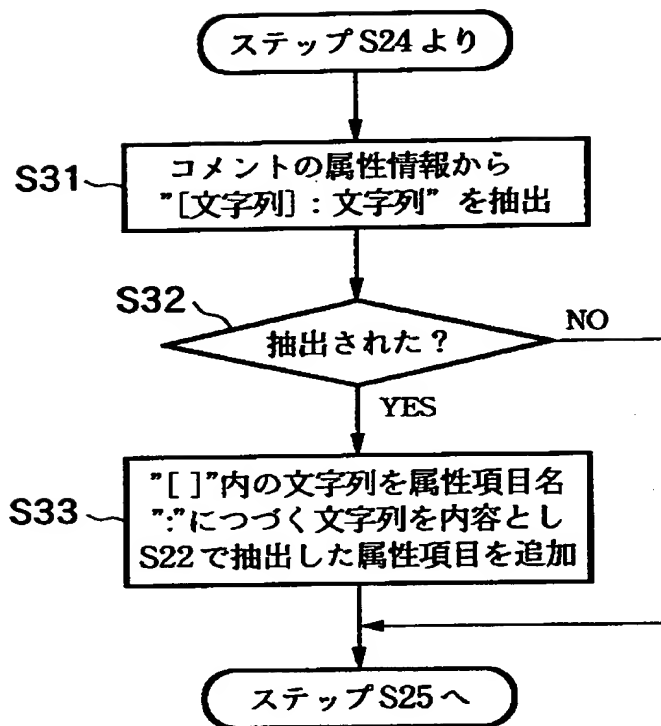 ステップS24より
S31
コメントの属性情報から
"[文字列]:文字列" を抽出
S32
抽出された?
NO
YES
S33
"[ ]"内の文字列を属性項目名
":"につづく文字列を内容とし
S22で抽出した属性項目を追加
ステップS25へ